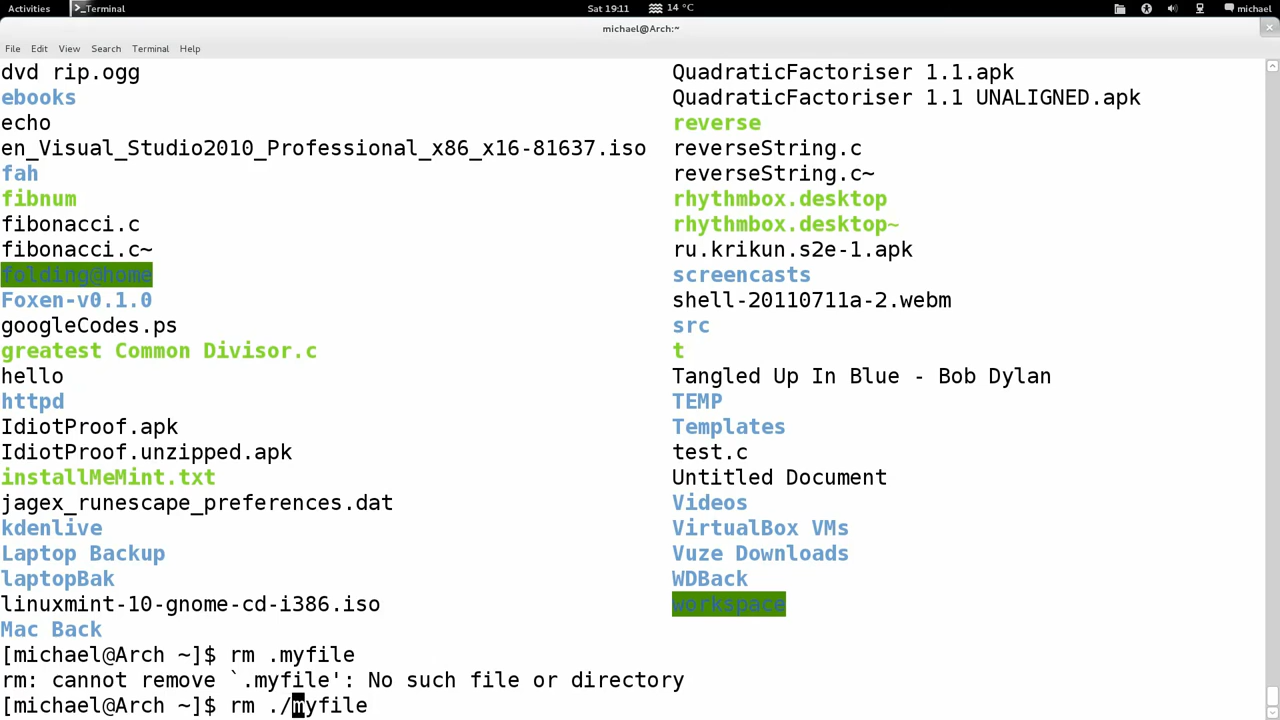 Activities >_Terminal Sat 19:11 14 °C michael
michael@Arch:~
File Edit View Search Terminal Help
dvd rip.ogg QuadraticFactoriser 1.1.apk
ebooks QuadraticFactoriser 1.1 UNALIGNED.apk
echo reverse
en_Visual_Studio2010_Professional_x86_x16-81637.iso reverseString.c
fah reverseString.c~
fibnum rhythmbox.desktop
fibonacci.c rhythmbox.desktop~
fibonacci.c~ ru.krikun.s2e-1.apk
folding@home screencasts
Foxen-v0.1.0 shell-20110711a-2.webm
googleCodes.ps src
greatest Common Divisor.c t
hello Tangled Up In Blue - Bob Dylan
httpd TEMP
IdiotProof.apk Templates
IdiotProof.unzipped.apk test.c
installMeMint.txt Untitled Document
jagex_runescape_preferences.dat Videos
kdenlive VirtualBox VMs
Laptop Backup Vuze Downloads
laptopBak WDBack
linuxmint-10-gnome-cd-i386.iso workspace
Mac Back
[michael@Arch ~]$ rm .myfile
rm: cannot remove `.myfile': No such file or directory
[michael@Arch ~]$ rm ./myfile